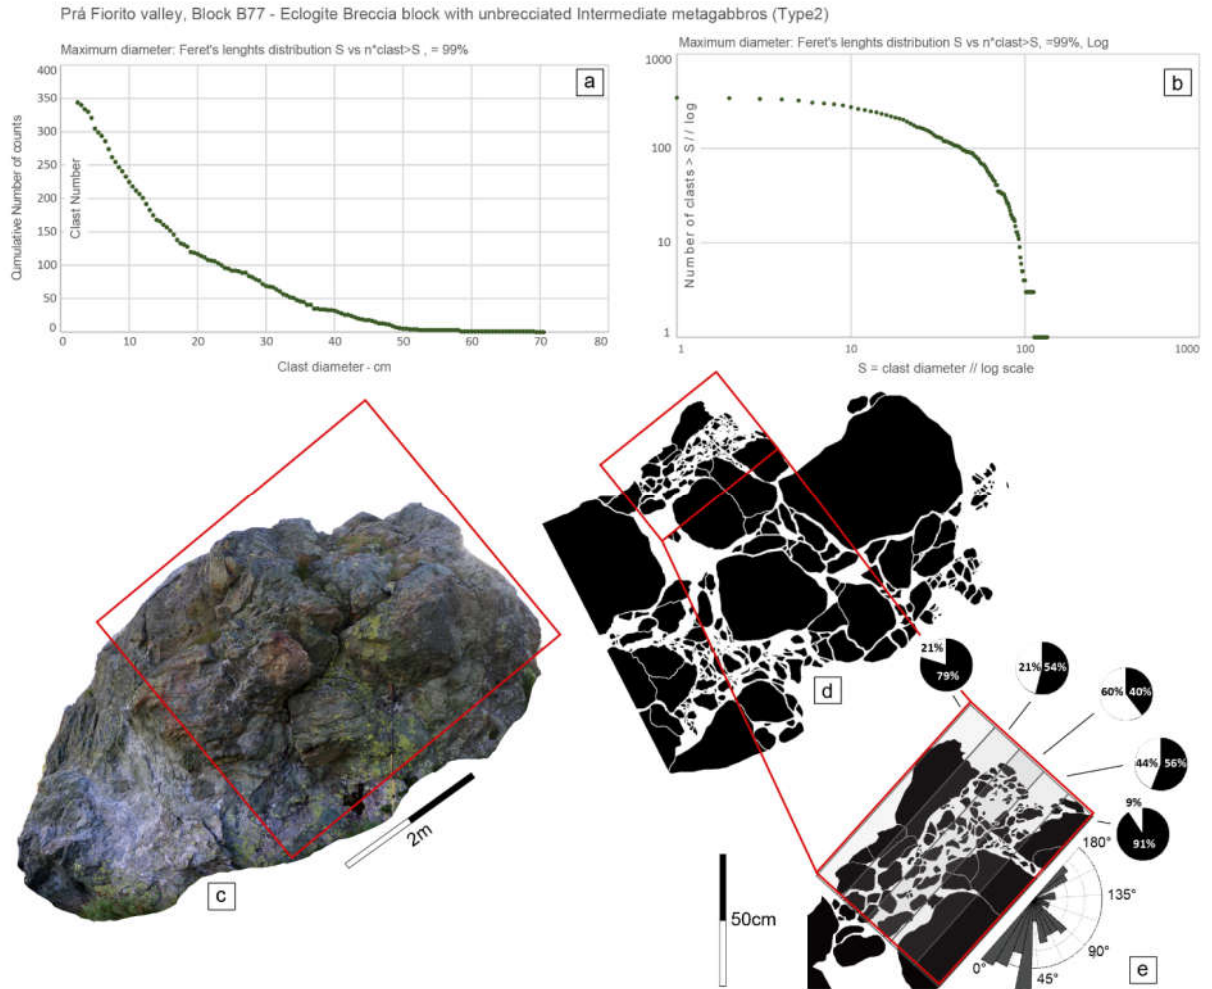 Prá Fiorito valley, Block B77 - Eclogite Breccia block with unbrecciated Intermediate metagabbros (Type2)
Maximum diameter: Feret's lenghts distribution S vs n*clast>S , = 99%
a
400
350
300
250
200
150
100
50
0
Cumulative Number of counts
Clast Number
0 10 20 30 40 50 60 70 80
Clast diameter - cm
Maximum diameter: Feret's lenghts distribution S vs n*clast>S, =99%, Log
b
1000
100
10
1
Number of clasts > S // log
1 10 100 1000
S = clast diameter // log scale
2m
c
d
21%
79%
21% 54%
60% 40%
44% 56%
9%
91%
50cm
180°
135°
90°
45°
0°
e